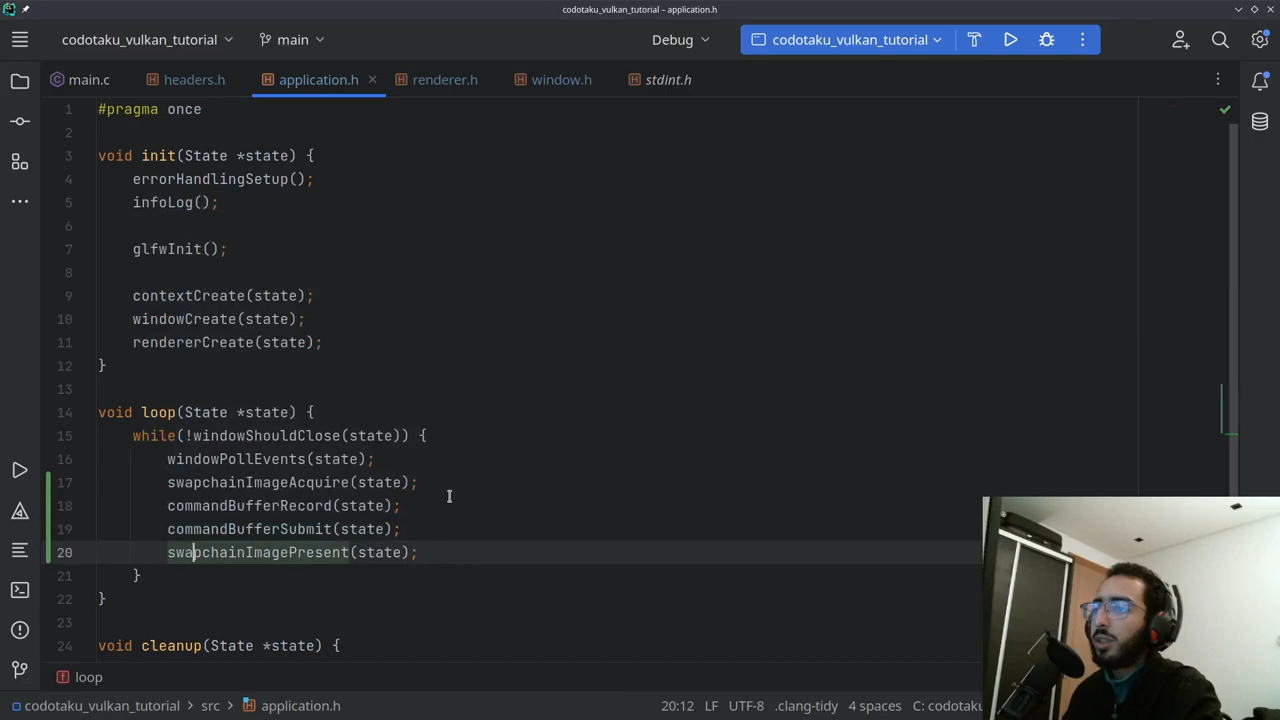 codotaku_vulkan_tutorial – application.h
codotaku_vulkan_tutorial
main
Debug
codotaku_vulkan_tutorial
main.c
headers.h
application.h
renderer.h
window.h
stdint.h
1 #pragma once
2
3 void init(State *state) {
4 errorHandlingSetup();
5 infoLog();
6
7 glfwInit();
8
9 contextCreate(state);
10 windowCreate(state);
11 rendererCreate(state);
12 }
13
14 void loop(State *state) {
15 while(!windowShouldClose(state)) {
16 windowPollEvents(state);
17 swapchainImageAcquire(state);
18 commandBufferRecord(state);
19 commandBufferSubmit(state);
20 swapchainImagePresent(state);
21 }
22 }
23
24 void cleanup(State *state) {
f loop
codotaku_vulkan_tutorial
src
application.h
20:12 LF UTF-8 .clang-tidy 4 spaces C: codotaku